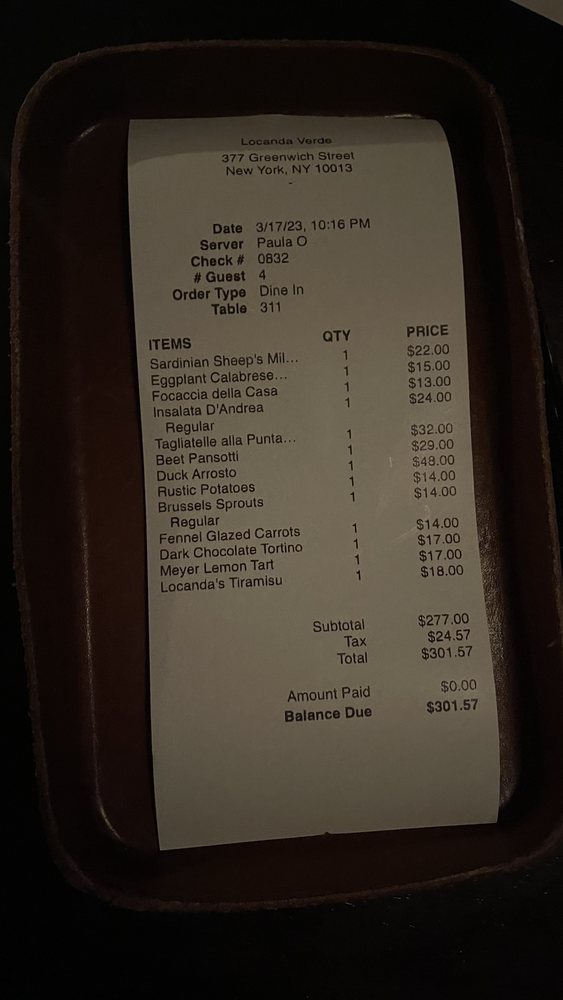 Locanda Verde
377 Greenwich Street
New York, NY 10013
-
Date 3/17/23, 10:16 PM
Server Paula O
Check # 0832
# Guest 4
Order Type Dine In
Table 311
ITEMS QTY PRICE
Sardinian Sheep's Mil... 1 $22.00
Eggplant Calabrese... 1 $15.00
Focaccia della Casa 1 $13.00
Insalata D'Andrea 1 $24.00
Regular
Tagliatelle alla Punta... 1 $32.00
Beet Pansotti 1 $29.00
Duck Arrosto 1 $48.00
Rustic Potatoes 1 $14.00
Brussels Sprouts 1 $14.00
Regular
Fennel Glazed Carrots 1 $14.00
Dark Chocolate Tortino 1 $17.00
Meyer Lemon Tart 1 $17.00
Locanda's Tiramisu 1 $18.00
Subtotal $277.00
Tax $24.57
Total $301.57
Amount Paid $0.00
Balance Due $301.57